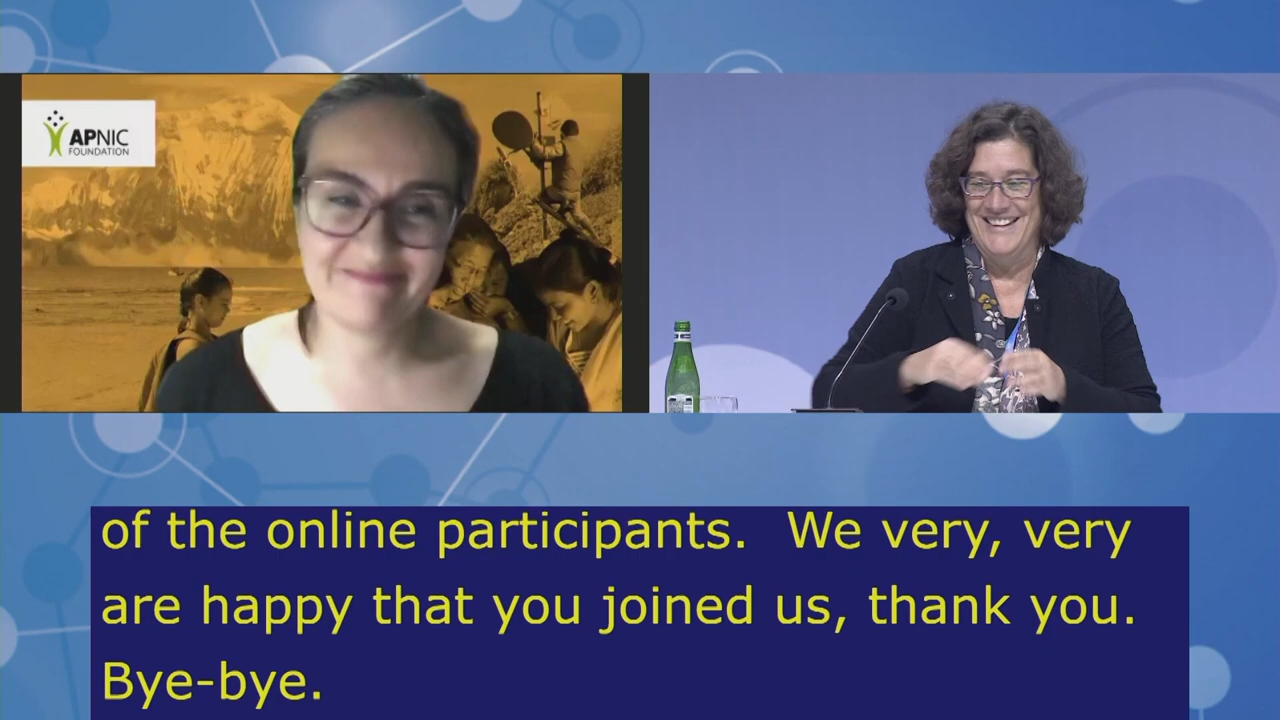 APNIC
FOUNDATION
of the online participants.  We very, very
are happy that you joined us, thank you.
Bye-bye.